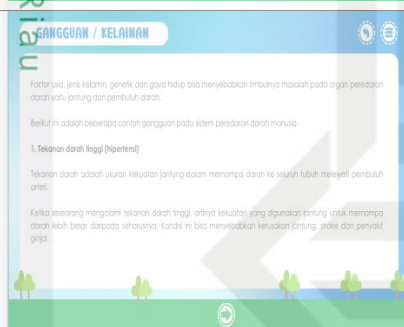 Riau
GANGGUAN / KELAINAN
Faktor usia, jenis kelamin, genetik dan gaya hidup bisa menyebabkan timbulnya masalah pada organ peredaran
darah yaitu jantung dan pembuluh darah.
Berikut ini adalah beberapa contoh gangguan pada sistem peredaran darah manusia.
1. Tekanan darah tinggi (hipertensi)
Tekanan darah adalah ukuran kekuatan jantung dalam memompa darah ke seluruh tubuh melewati pembuluh
arteri.
Ketika seseorang mengalami tekanan darah tinggi, artinya kekuatan yang digunakan jantung untuk memompa
darah lebih besar daripada seharusnya. Kondisi ini bisa menyebabkan kerusakan jantung, stroke dan penyakit
ginjal.